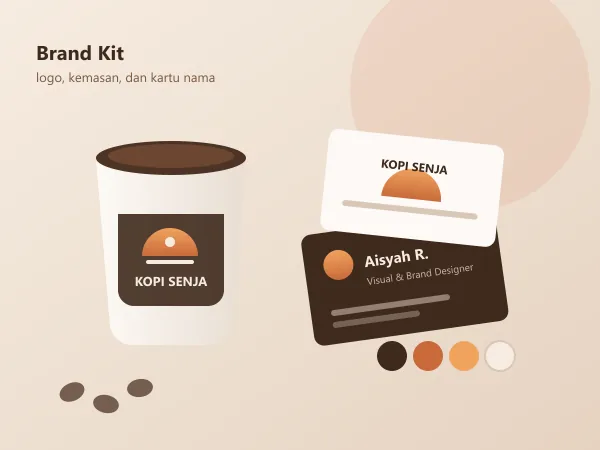 Brand Kit
logo, kemasan, dan kartu nama
KOPI SENJA
KOPI SENJA
Aisyah R.
Visual & Brand Designer